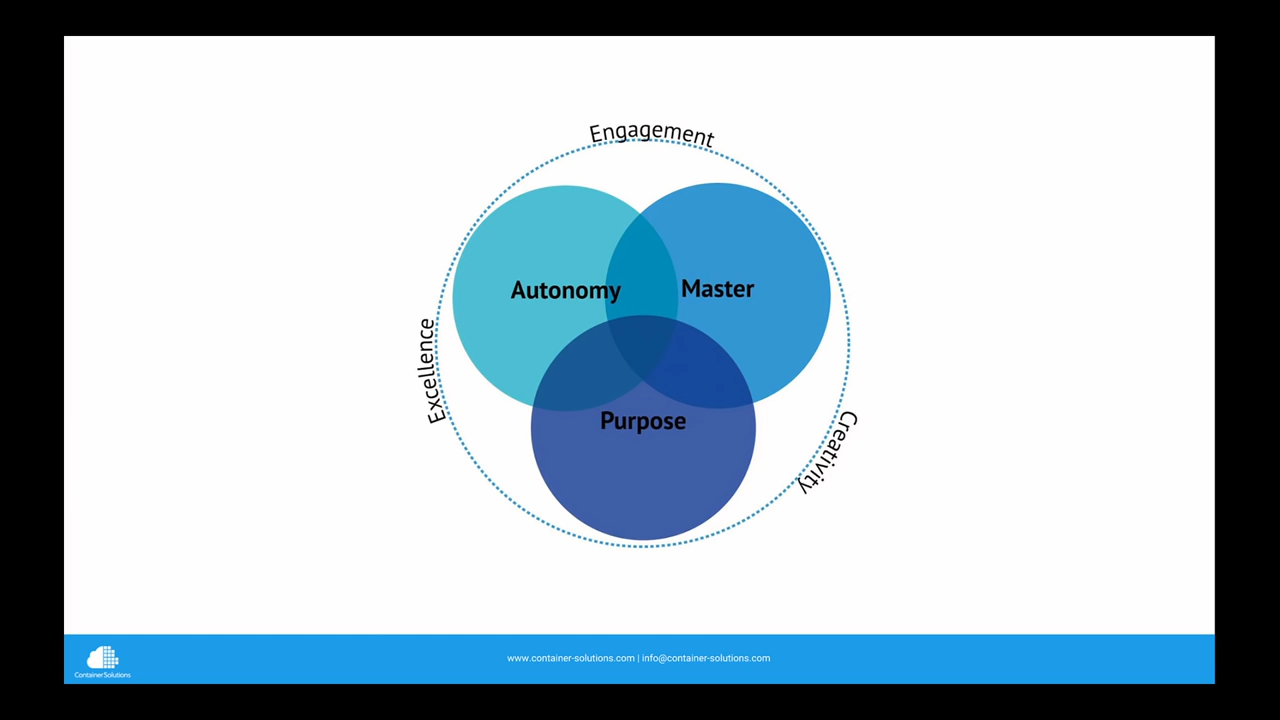 Engagement
Autonomy
Master
Excellence
Purpose
Creativity
ContainerSolutions
www.container-solutions.com | info@container-solutions.com